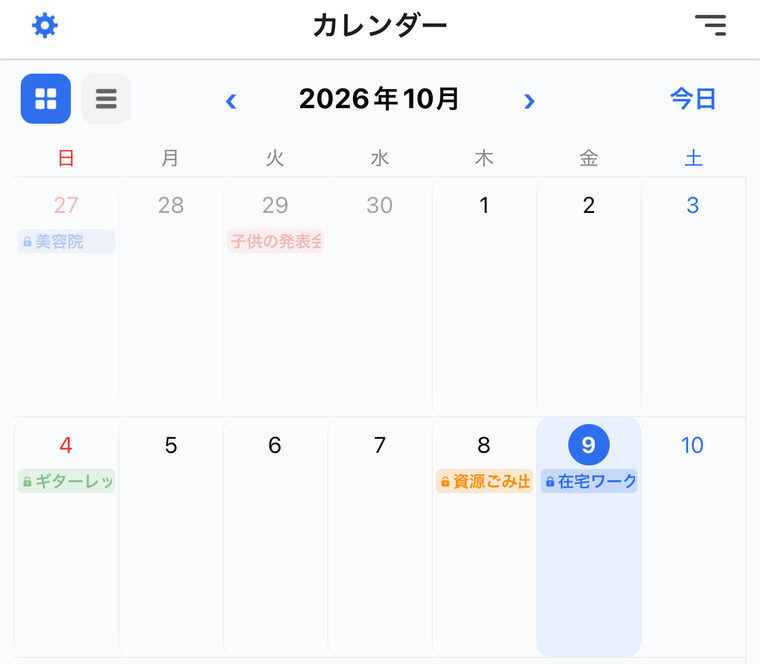 カレンダー
2026年10月
今日
日 月 火 水 木 金 土
27 28 29 30 1 2 3
美容院 子供の発表会
4 5 6 7 8 9 10
ギターレッ 資源ごみ出 在宅ワーク